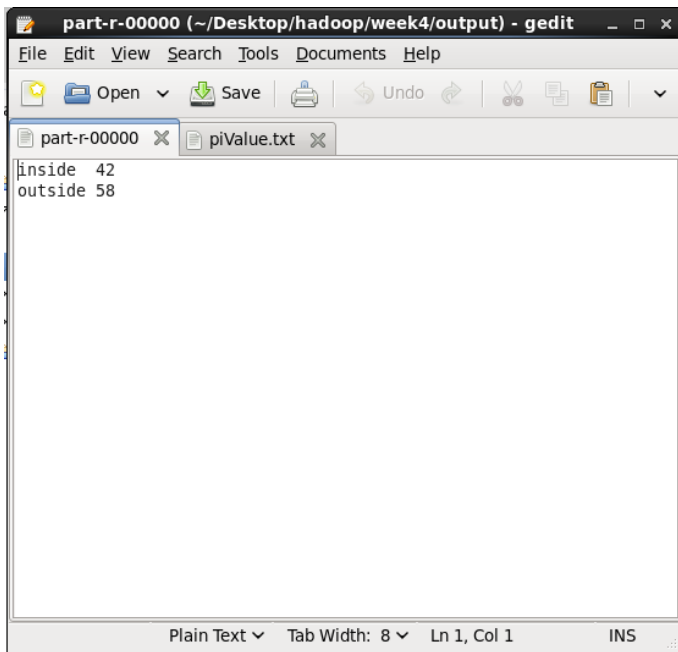 part-r-00000 (~/Desktop/hadoop/week4/output) - gedit
File Edit View Search Tools Documents Help
Open Save Undo
part-r-00000 piValue.txt
inside 42
outside 58
Plain Text Tab Width: 8 Ln 1, Col 1 INS